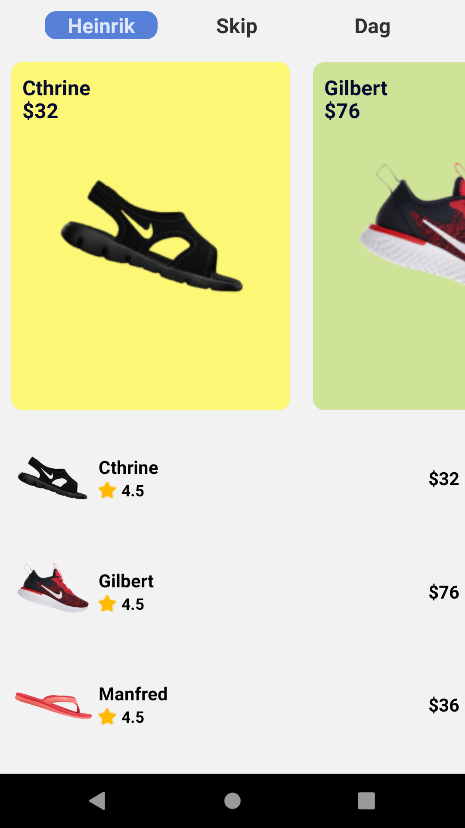 Heinrik Skip Dag
Cthrine
$32
Gilbert
$76
Cthrine
4.5
$32
Gilbert
4.5
$76
Manfred
4.5
$36